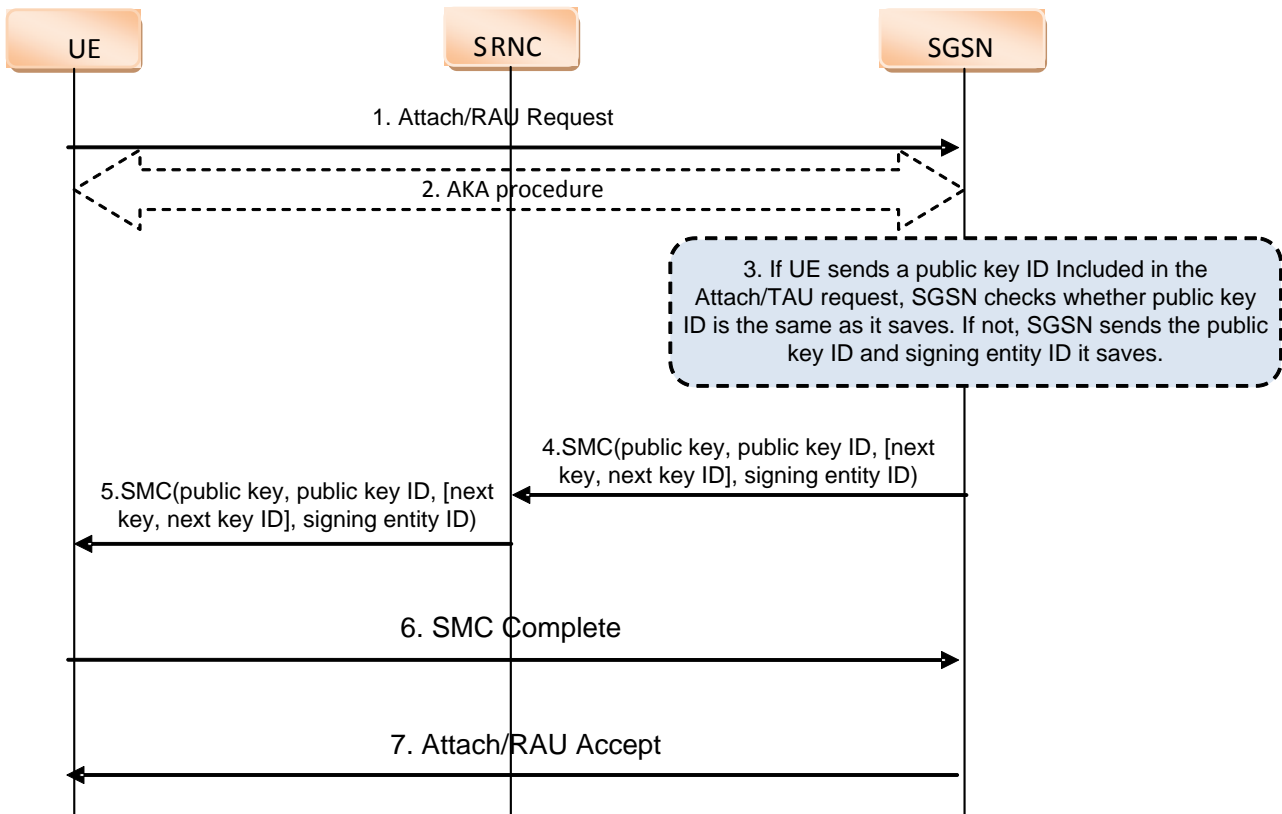 UE
SRNC
SGSN
1. Attach/RAU Request
2. AKA procedure
3. If UE sends a public key ID Included in the
Attach/TAU request, SGSN checks whether public key
ID is the same as it saves. If not, SGSN sends the public
key ID and signing entity ID it saves.
4.SMC(public key, public key ID, [next
key, next key ID], signing entity ID)
5.SMC(public key, public key ID, [next
key, next key ID], signing entity ID)
6. SMC Complete
7. Attach/RAU Accept